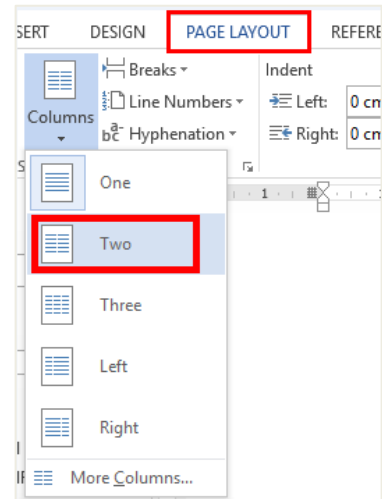 SERT DESIGN PAGE LAYOUT REFERE
Breaks Indent
Line Numbers Left: 0 cm
Columns
Hyphenation Right: 0 cm
One
1
Two
Three
Left
Right
More Columns...